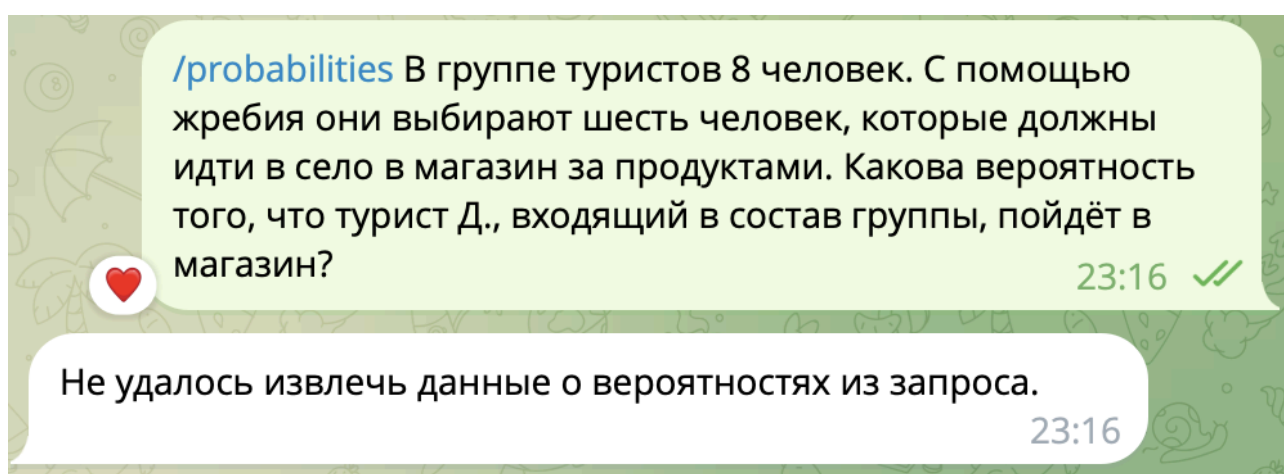 /probabilities В группе туристов 8 человек. С помощью
жребия они выбирают шесть человек, которые должны
идти в село в магазин за продуктами. Какова вероятность
того, что турист Д., входящий в состав группы, пойдёт в
магазин?
23:16
Не удалось извлечь данные о вероятностях из запроса.
23:16